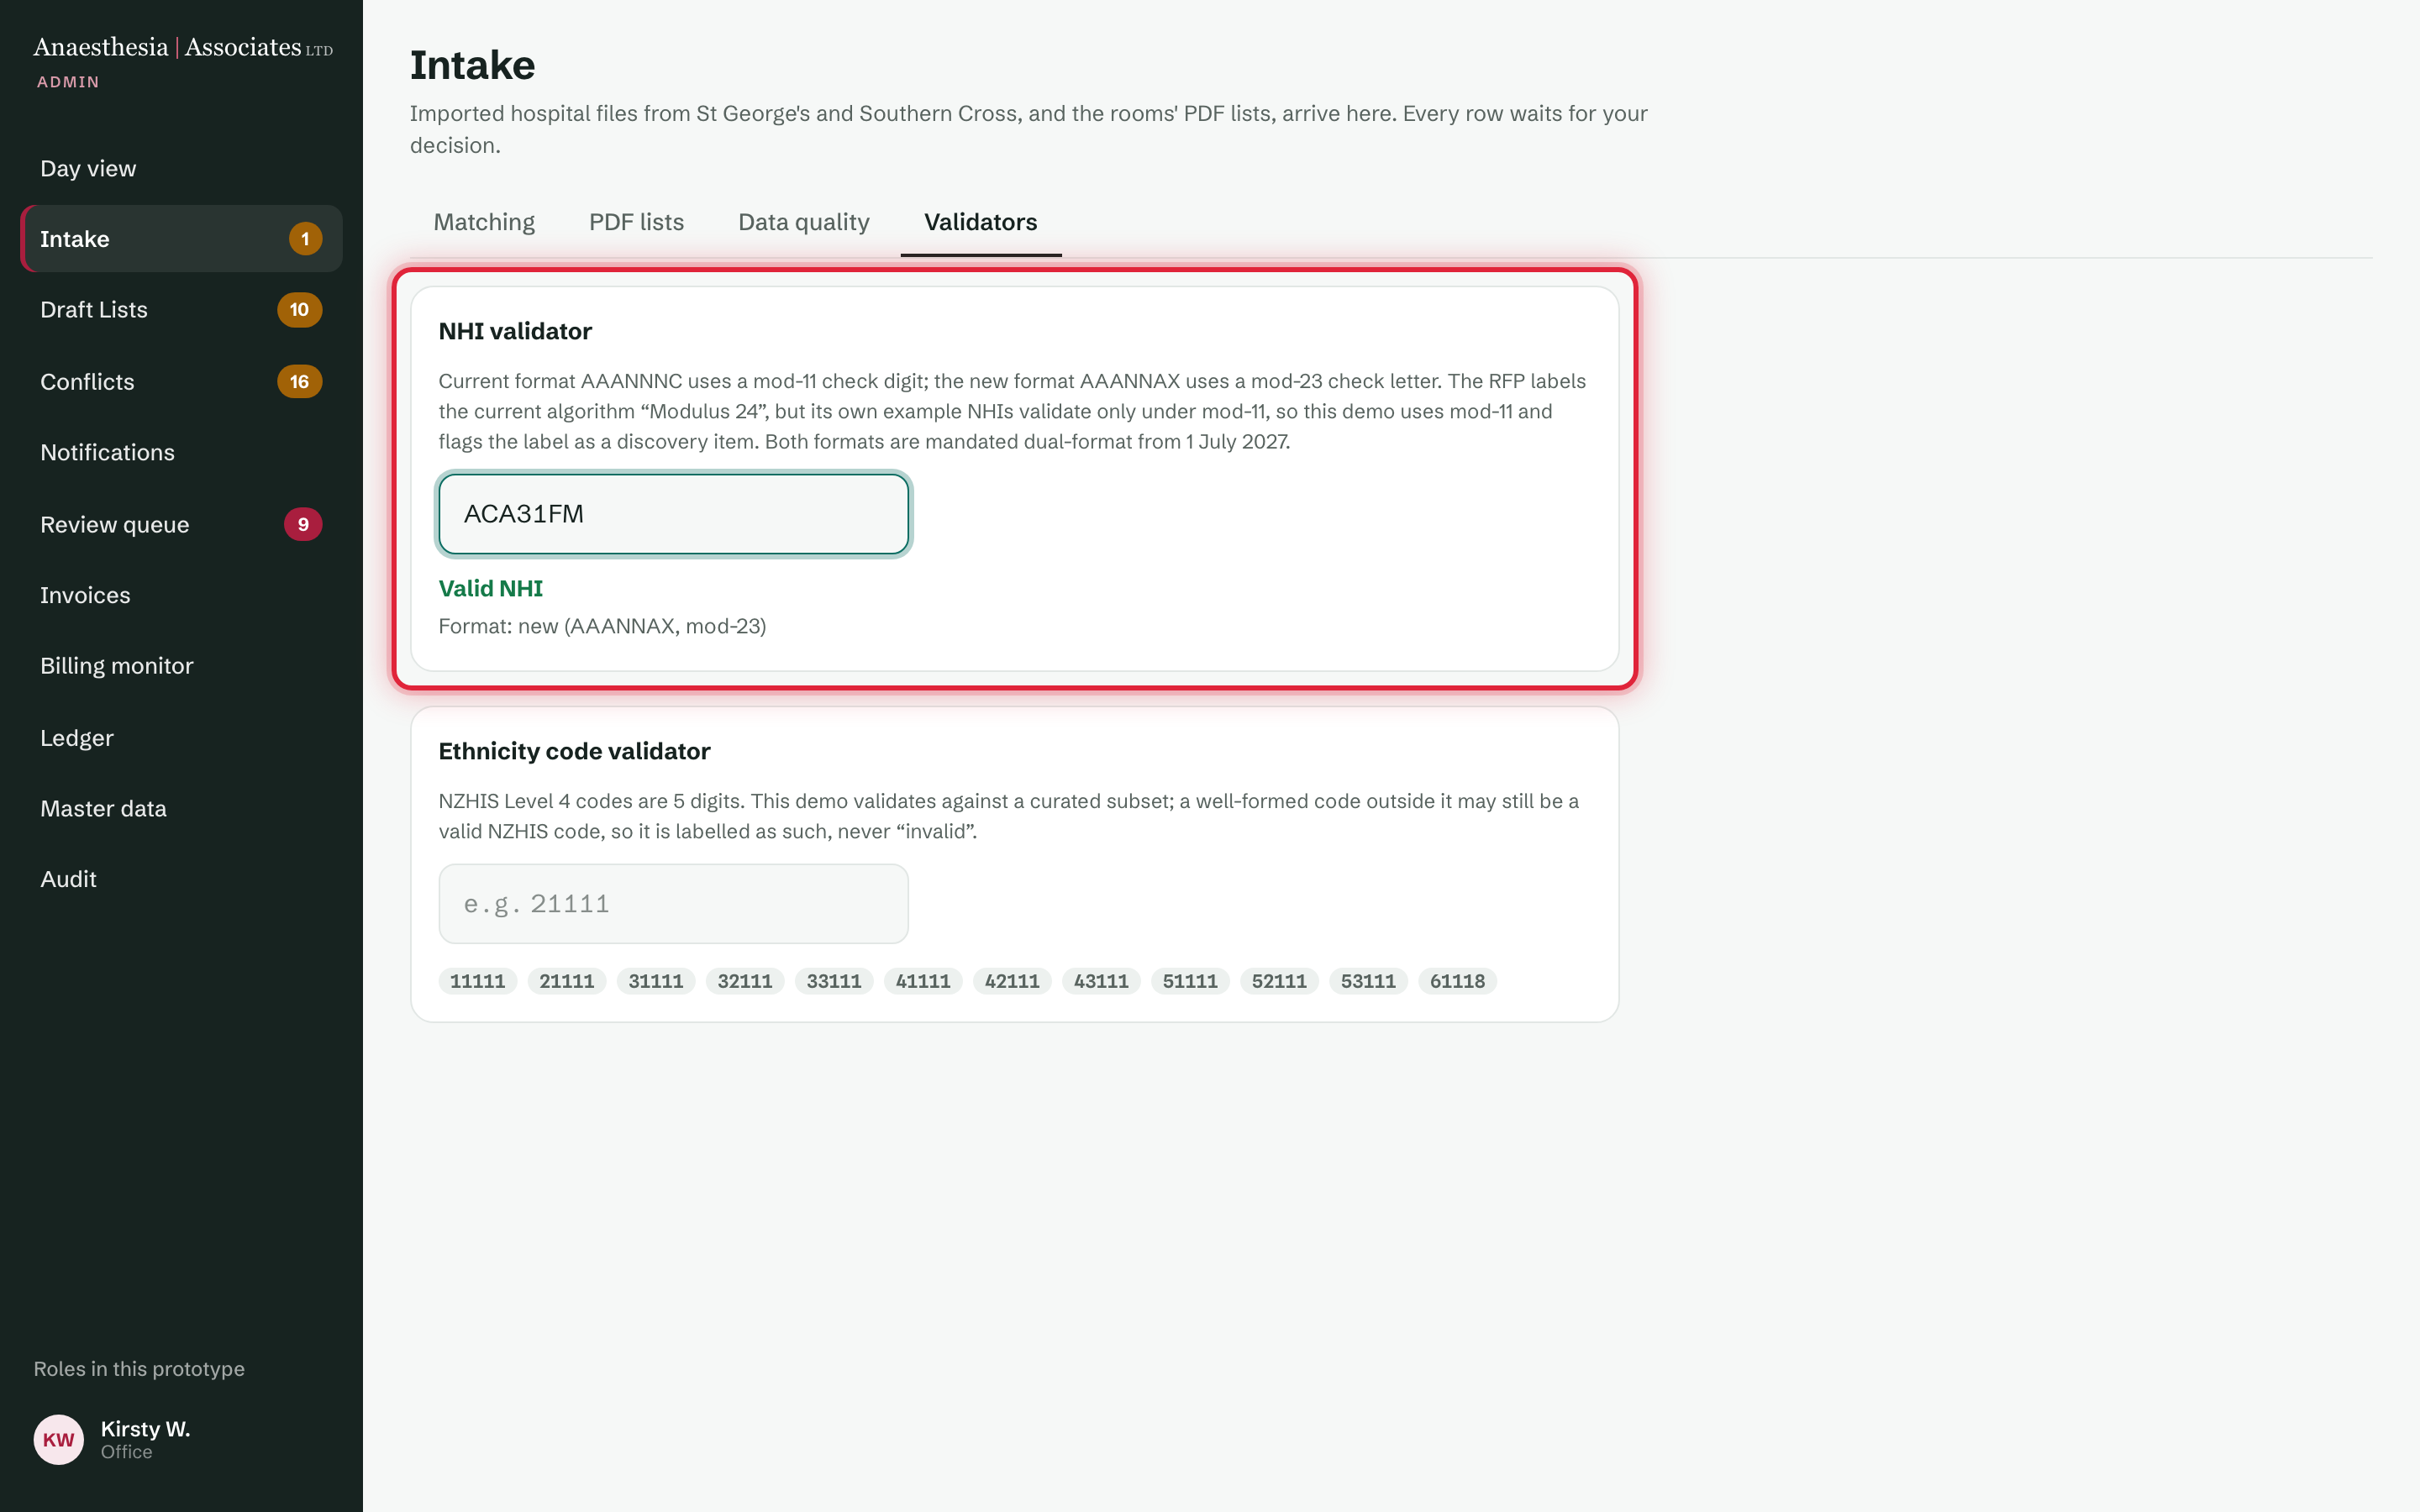 Anaesthesia | Associates LTD
ADMIN
Day view
Intake 1
Draft Lists 10
Conflicts 16
Notifications
Review queue 9
Invoices
Billing monitor
Ledger
Master data
Audit
Roles in this prototype
KW
Kirsty W.
Office
Intake
Imported hospital files from St George's and Southern Cross, and the rooms' PDF lists, arrive here. Every row waits for your
decision.
Matching PDF lists Data quality Validators
NHI validator
Current format AAANNNC uses a mod-11 check digit; the new format AAANNAX uses a mod-23 check letter. The RFP labels
the current algorithm “Modulus 24”, but its own example NHIs validate only under mod-11, so this demo uses mod-11 and
flags the label as a discovery item. Both formats are mandated dual-format from 1 July 2027.
ACA31FM
Valid NHI
Format: new (AAANNAX, mod-23)
Ethnicity code validator
NZHIS Level 4 codes are 5 digits. This demo validates against a curated subset; a well-formed code outside it may still be a
valid NZHIS code, so it is labelled as such, never “invalid”.
e.g. 21111
11111 21111 31111 32111 33111 41111 42111 43111 51111 52111 53111 61118